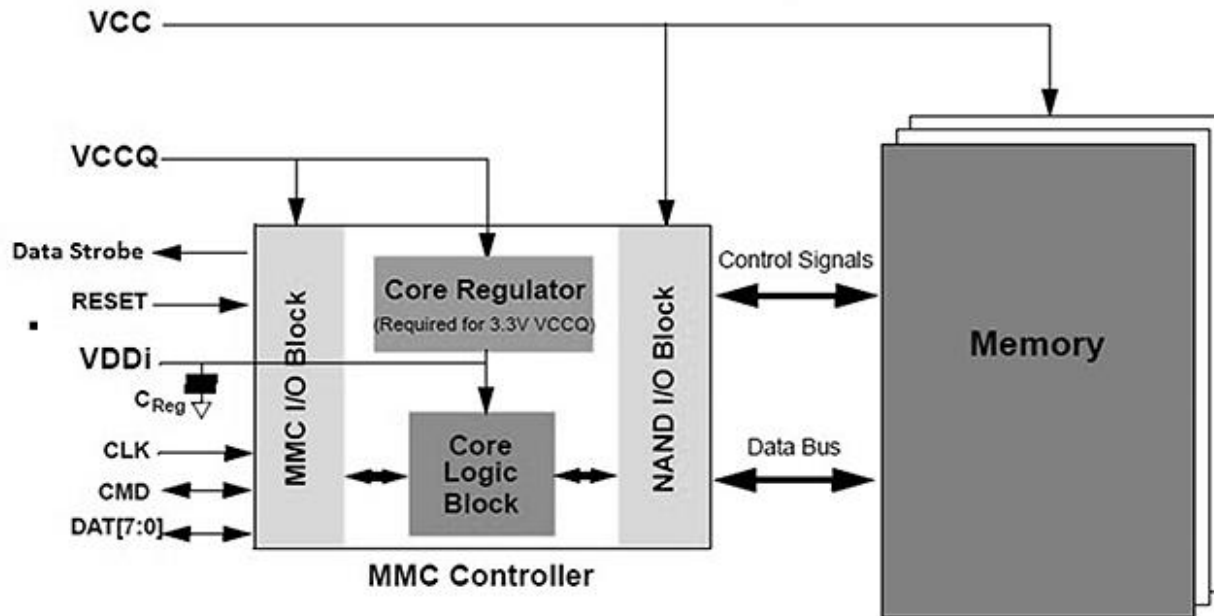 VCC
VCCQ
Data Strobe
RESET
VDDi
CReg
CLK
CMD
DAT[7:0]
MMC I/O Block
Core Regulator
(Required for 3.3V VCCQ)
Core
Logic
Block
NAND I/O Block
MMC Controller
Control Signals
Data Bus
Memory